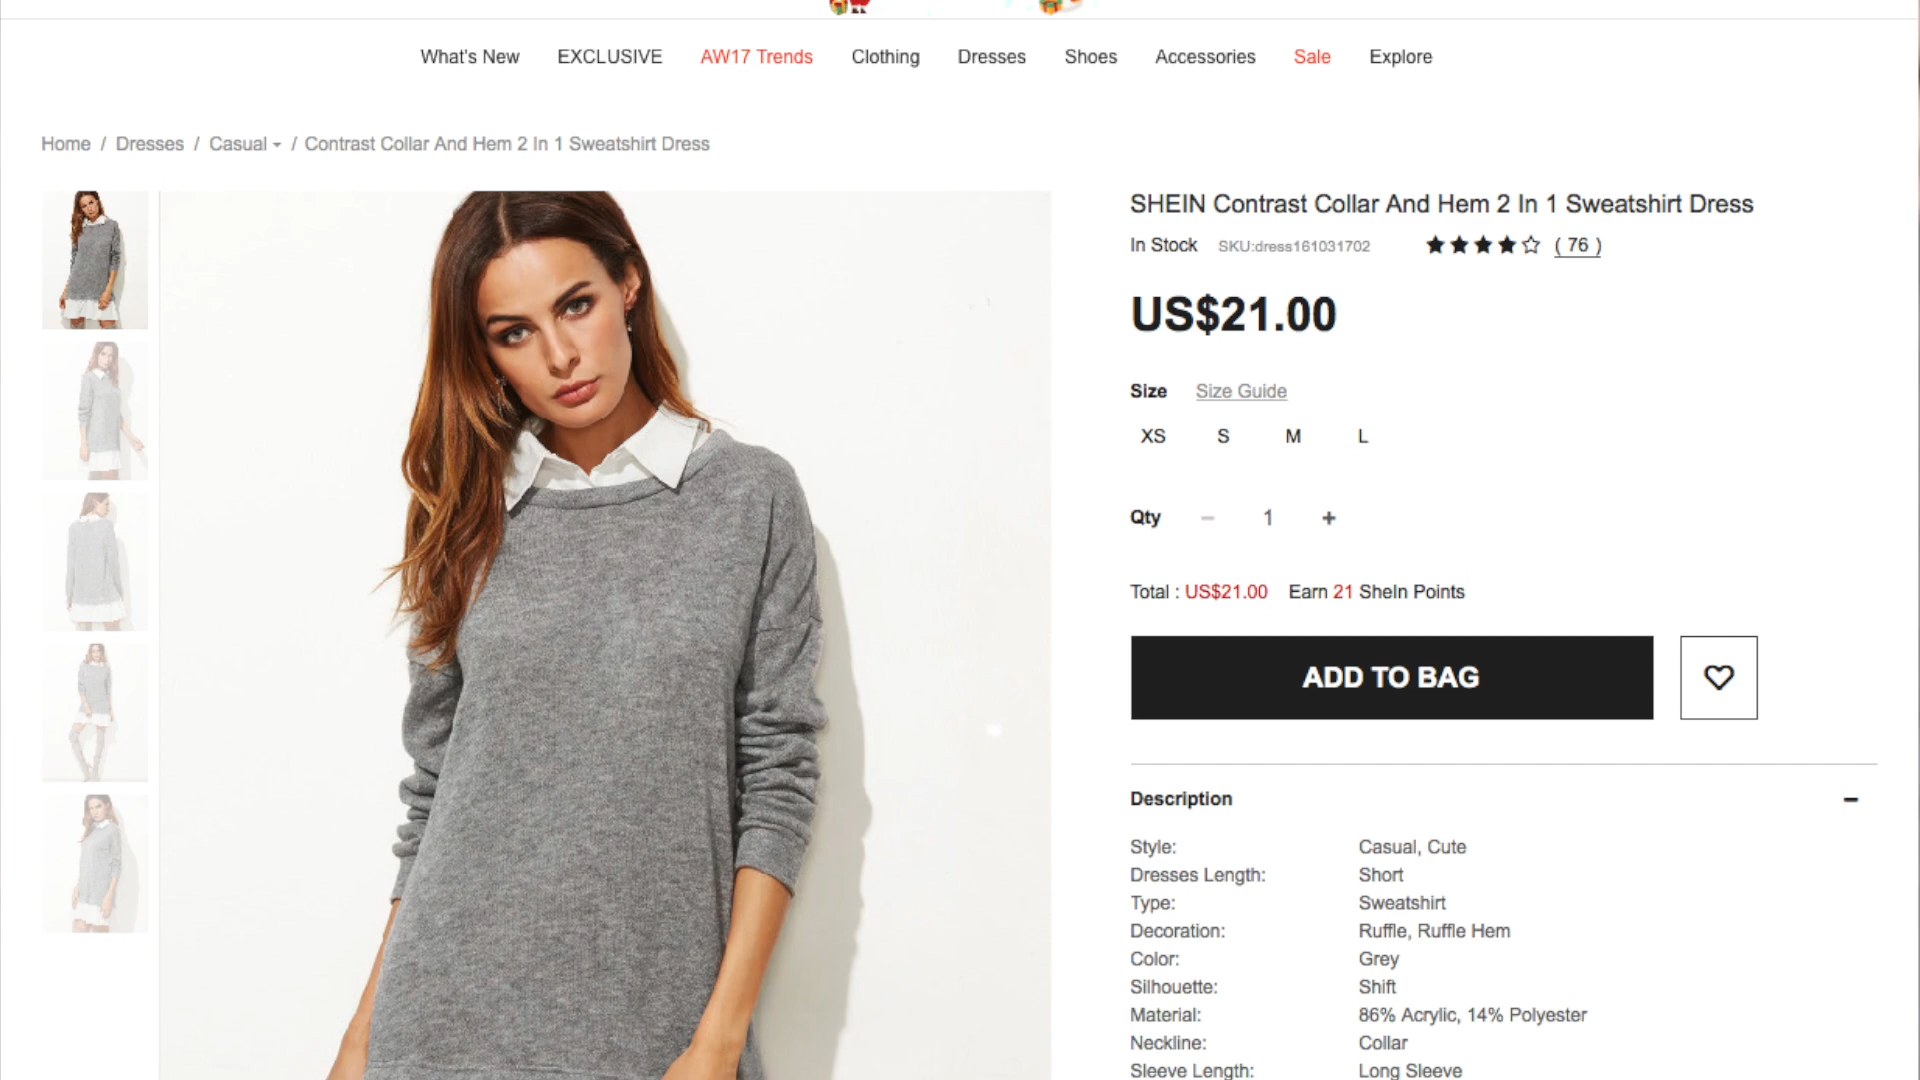 What's New EXCLUSIVE AW17 Trends Clothing Dresses Shoes Accessories Sale Explore
Home / Dresses / Casual / Contrast Collar And Hem 2 In 1 Sweatshirt Dress
SHEIN Contrast Collar And Hem 2 In 1 Sweatshirt Dress
In Stock SKU:dress161031702 ( 76 )
US$21.00
Size Size Guide
XS S M L
Qty − 1 +
Total : US$21.00 Earn 21 SheIn Points
ADD TO BAG
Description −
Style: Casual, Cute
Dresses Length: Short
Type: Sweatshirt
Decoration: Ruffle, Ruffle Hem
Color: Grey
Silhouette: Shift
Material: 86% Acrylic, 14% Polyester
Neckline: Collar
Sleeve Length: Long Sleeve